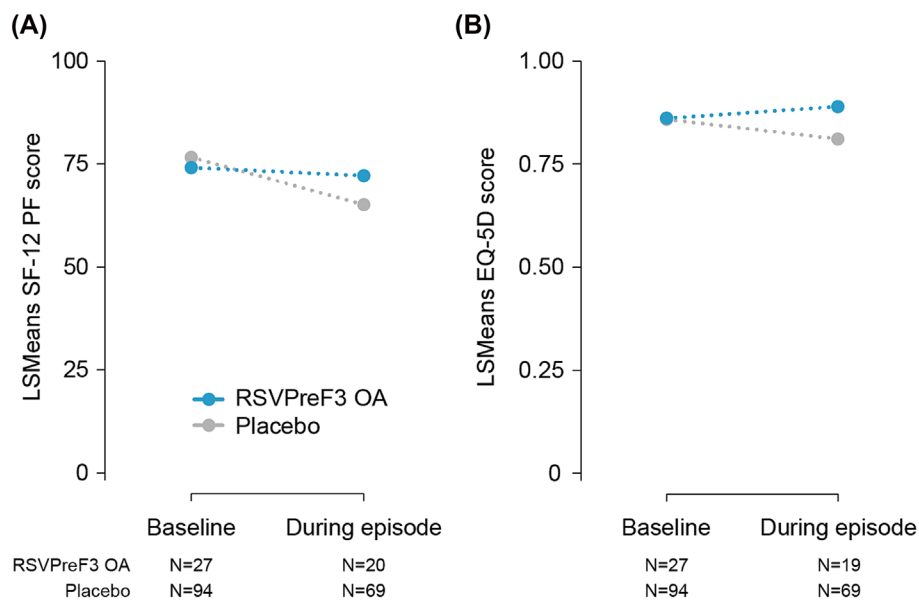 (A)
100
75
50
25
0
LSMeans SF-12 PF score
RSVPreF3 OA
Placebo
Baseline During episode
RSVPreF3 OA N=27 N=20
Placebo N=94 N=69
(B)
1.00
0.75
0.50
0.25
0
LSMeans EQ-5D score
Baseline During episode
N=27 N=19
N=94 N=69